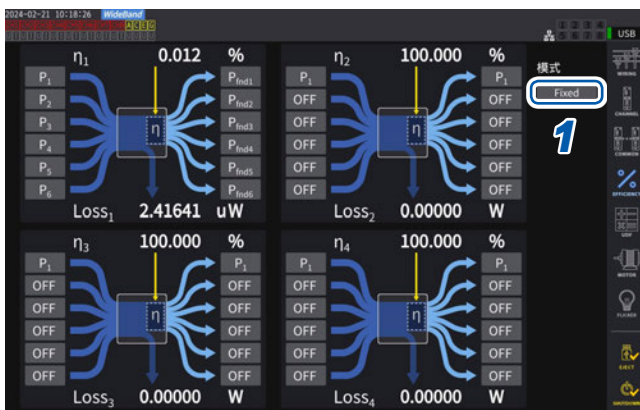 2024-02-21 10:18:26 WideBand
USB
η1 0.012 %
P1 Pfnd1
P2 Pfnd2
P3 Pfnd3
P4 Pfnd4
P5 Pfnd5
P6 Pfnd6
η
Loss1 2.41641 uW
η2 100.000 %
P1 P1
OFF OFF
OFF OFF
OFF OFF
OFF OFF
OFF OFF
η
Loss2 0.00000 W
η3 100.000 %
P1 P1
OFF OFF
OFF OFF
OFF OFF
OFF OFF
OFF OFF
η
Loss3 0.00000 W
η4 100.000 %
P1 P1
OFF OFF
OFF OFF
OFF OFF
OFF OFF
OFF OFF
η
Loss4 0.00000 W
模式
Fixed
1
WIRING
CHANNEL
COMMON
%
EFFICIENCY
UDF
MOTOR
FLICKER
EJECT
SHUTDOWN